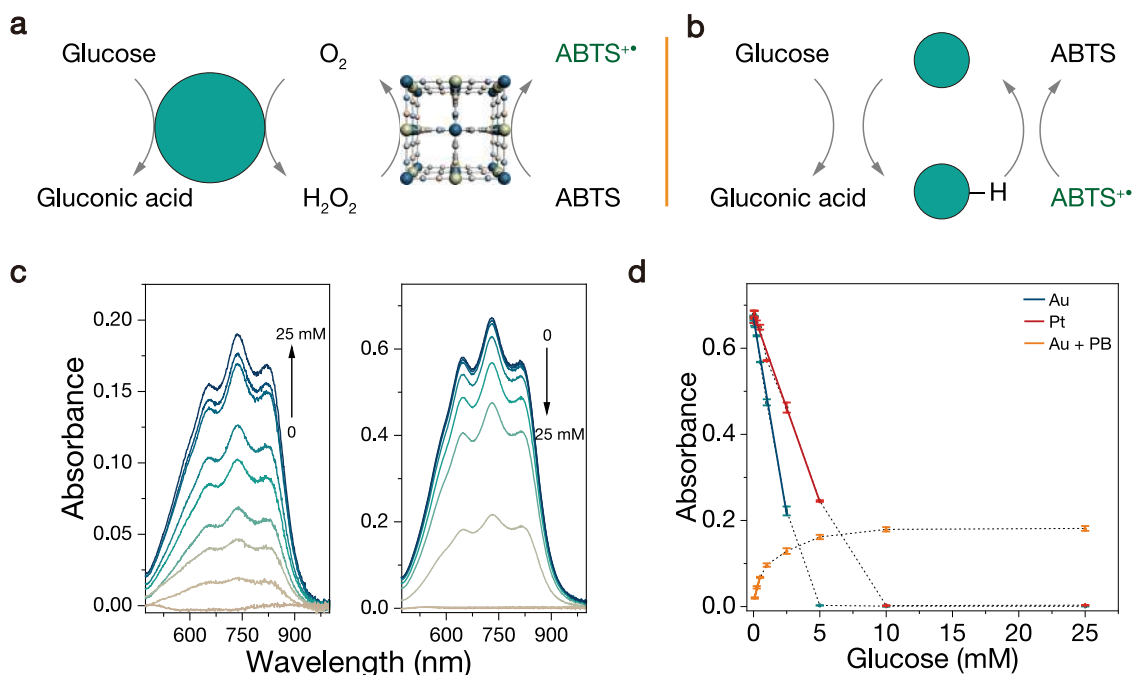 a
Glucose
O₂
ABTS⁺•
Gluconic acid
H₂O₂
ABTS
b
Glucose
ABTS
H
Gluconic acid
ABTS⁺•
c
Absorbance
0.20
0.15
0.10
0.05
0.00
25 mM
0
600
750
900
0.6
0.4
0.2
0.0
0
25 mM
600
750
900
Wavelength (nm)
d
Absorbance
0.6
0.4
0.2
0.0
Au
Pt
Au + PB
0
5
10
15
20
25
Glucose (mM)